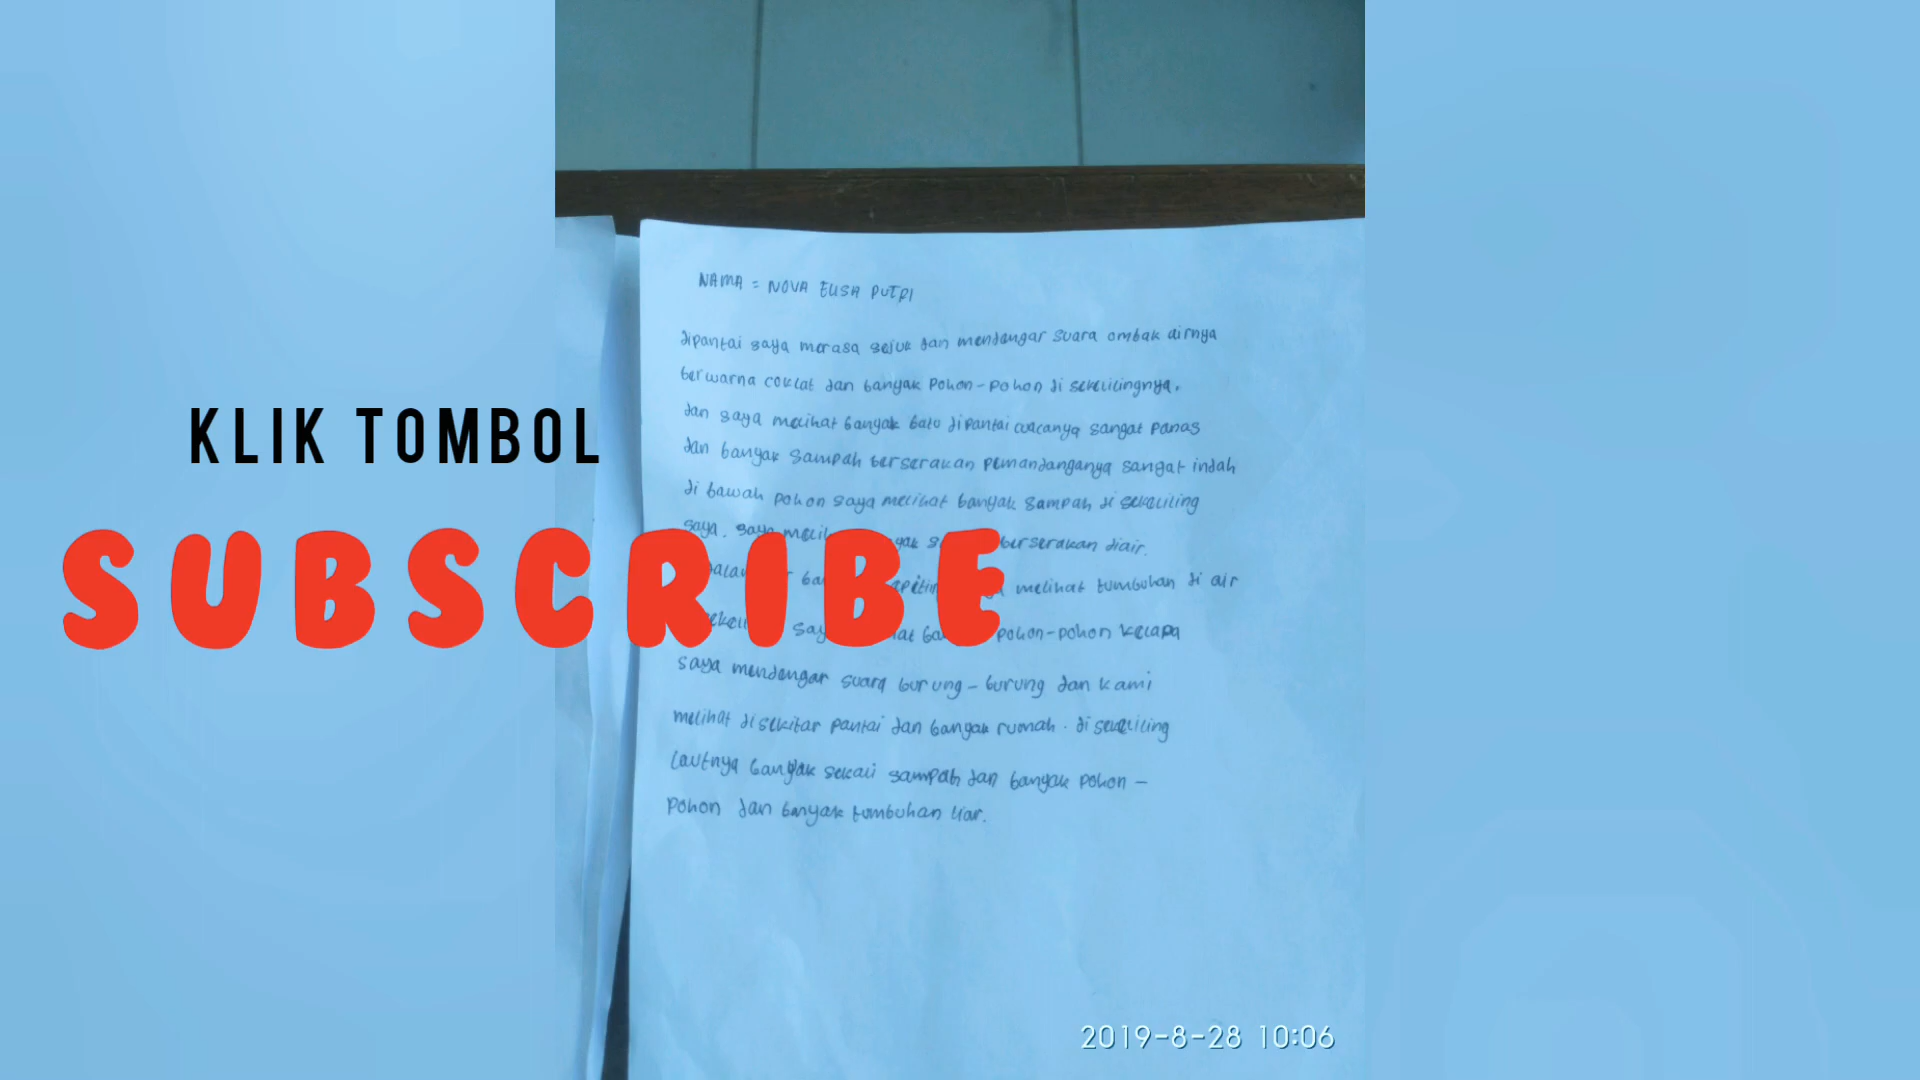 NAMA = NOVA ELISA PUTRI
dipantai saya merasa sejuk dan mendangar suara ombak airnya
berwarna coklat dan banyak pohon-pohon di sekelilingnya.
dan saya melihat banyak batu dipantai cuacanya sangat panas
dan banyak sampah berserakan pemandanganya sangat indah
di bawah pohon saya melihat banyak sampah di sekeliling
KLIK TOMBOL
saya. saya berserakan diair.
SUBSCRIBE
melihat tumbuhan di air
pohon-pohon kelapa
saya mendengar suara burung-burung dan kami
melihat disekitar pantai dan banyak rumah. di sekeliling
lautnya banyak sekali sampah dan banyak pohon-
pohon dan banyak tumbuhan liar.
2019-8-28 10:06